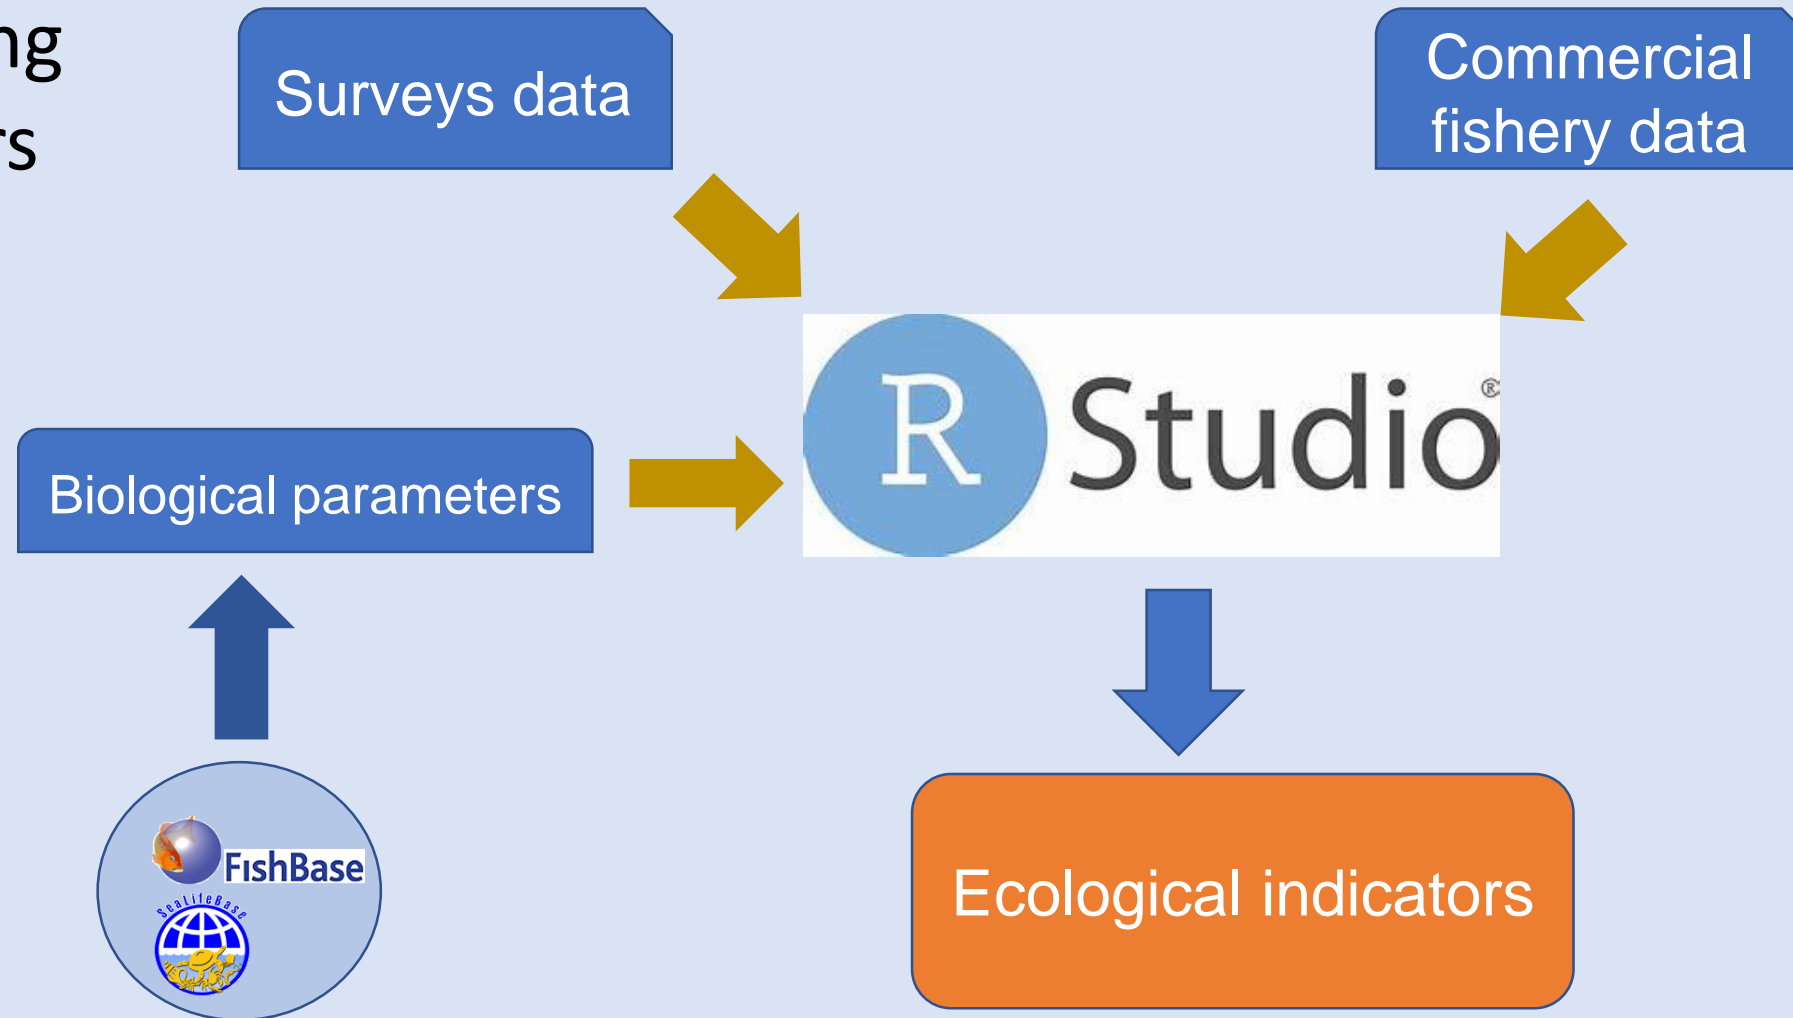 ng
rs
Surveys data
Commercial
fishery data
R Studio®
Biological parameters
FishBase
SeaLifeBase
Ecological indicators